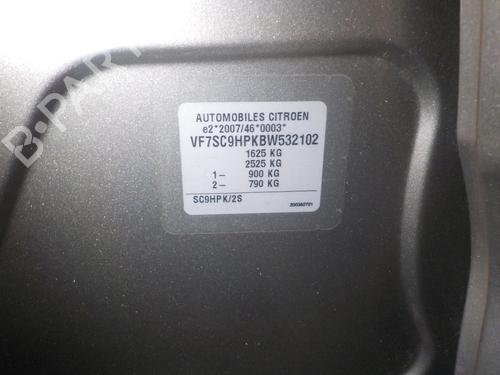 B-PARTS
AUTOMOBILES CITROEN
e2*2007/46*0003*
VF7SC9HPKBW532102
1625 KG
2525 KG
1- 900 KG
2- 790 KG
SC9HPK/2S